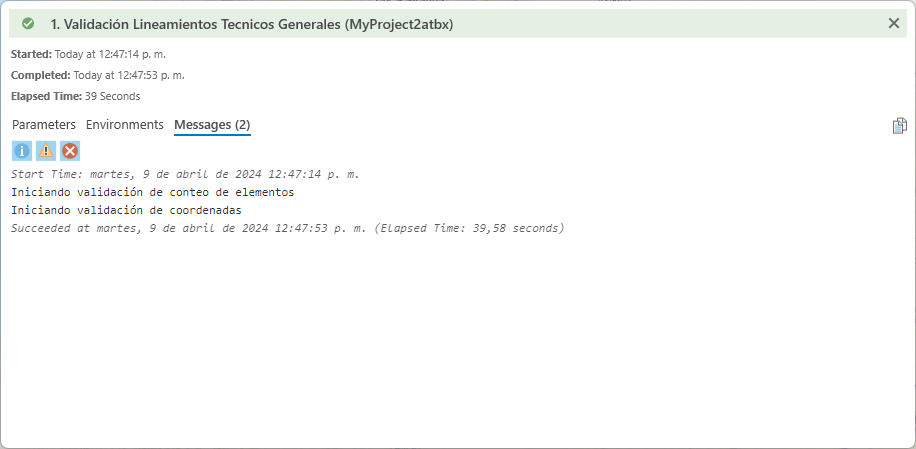 1. Validación Lineamientos Tecnicos Generales (MyProject2atbx)
Started: Today at 12:47:14 p. m.
Completed: Today at 12:47:53 p. m.
Elapsed Time: 39 Seconds
Parameters Environments Messages (2)
Start Time: martes, 9 de abril de 2024 12:47:14 p. m.
Iniciando validación de conteo de elementos
Iniciando validación de coordenadas
Succeeded at martes, 9 de abril de 2024 12:47:53 p. m. (Elapsed Time: 39,58 seconds)